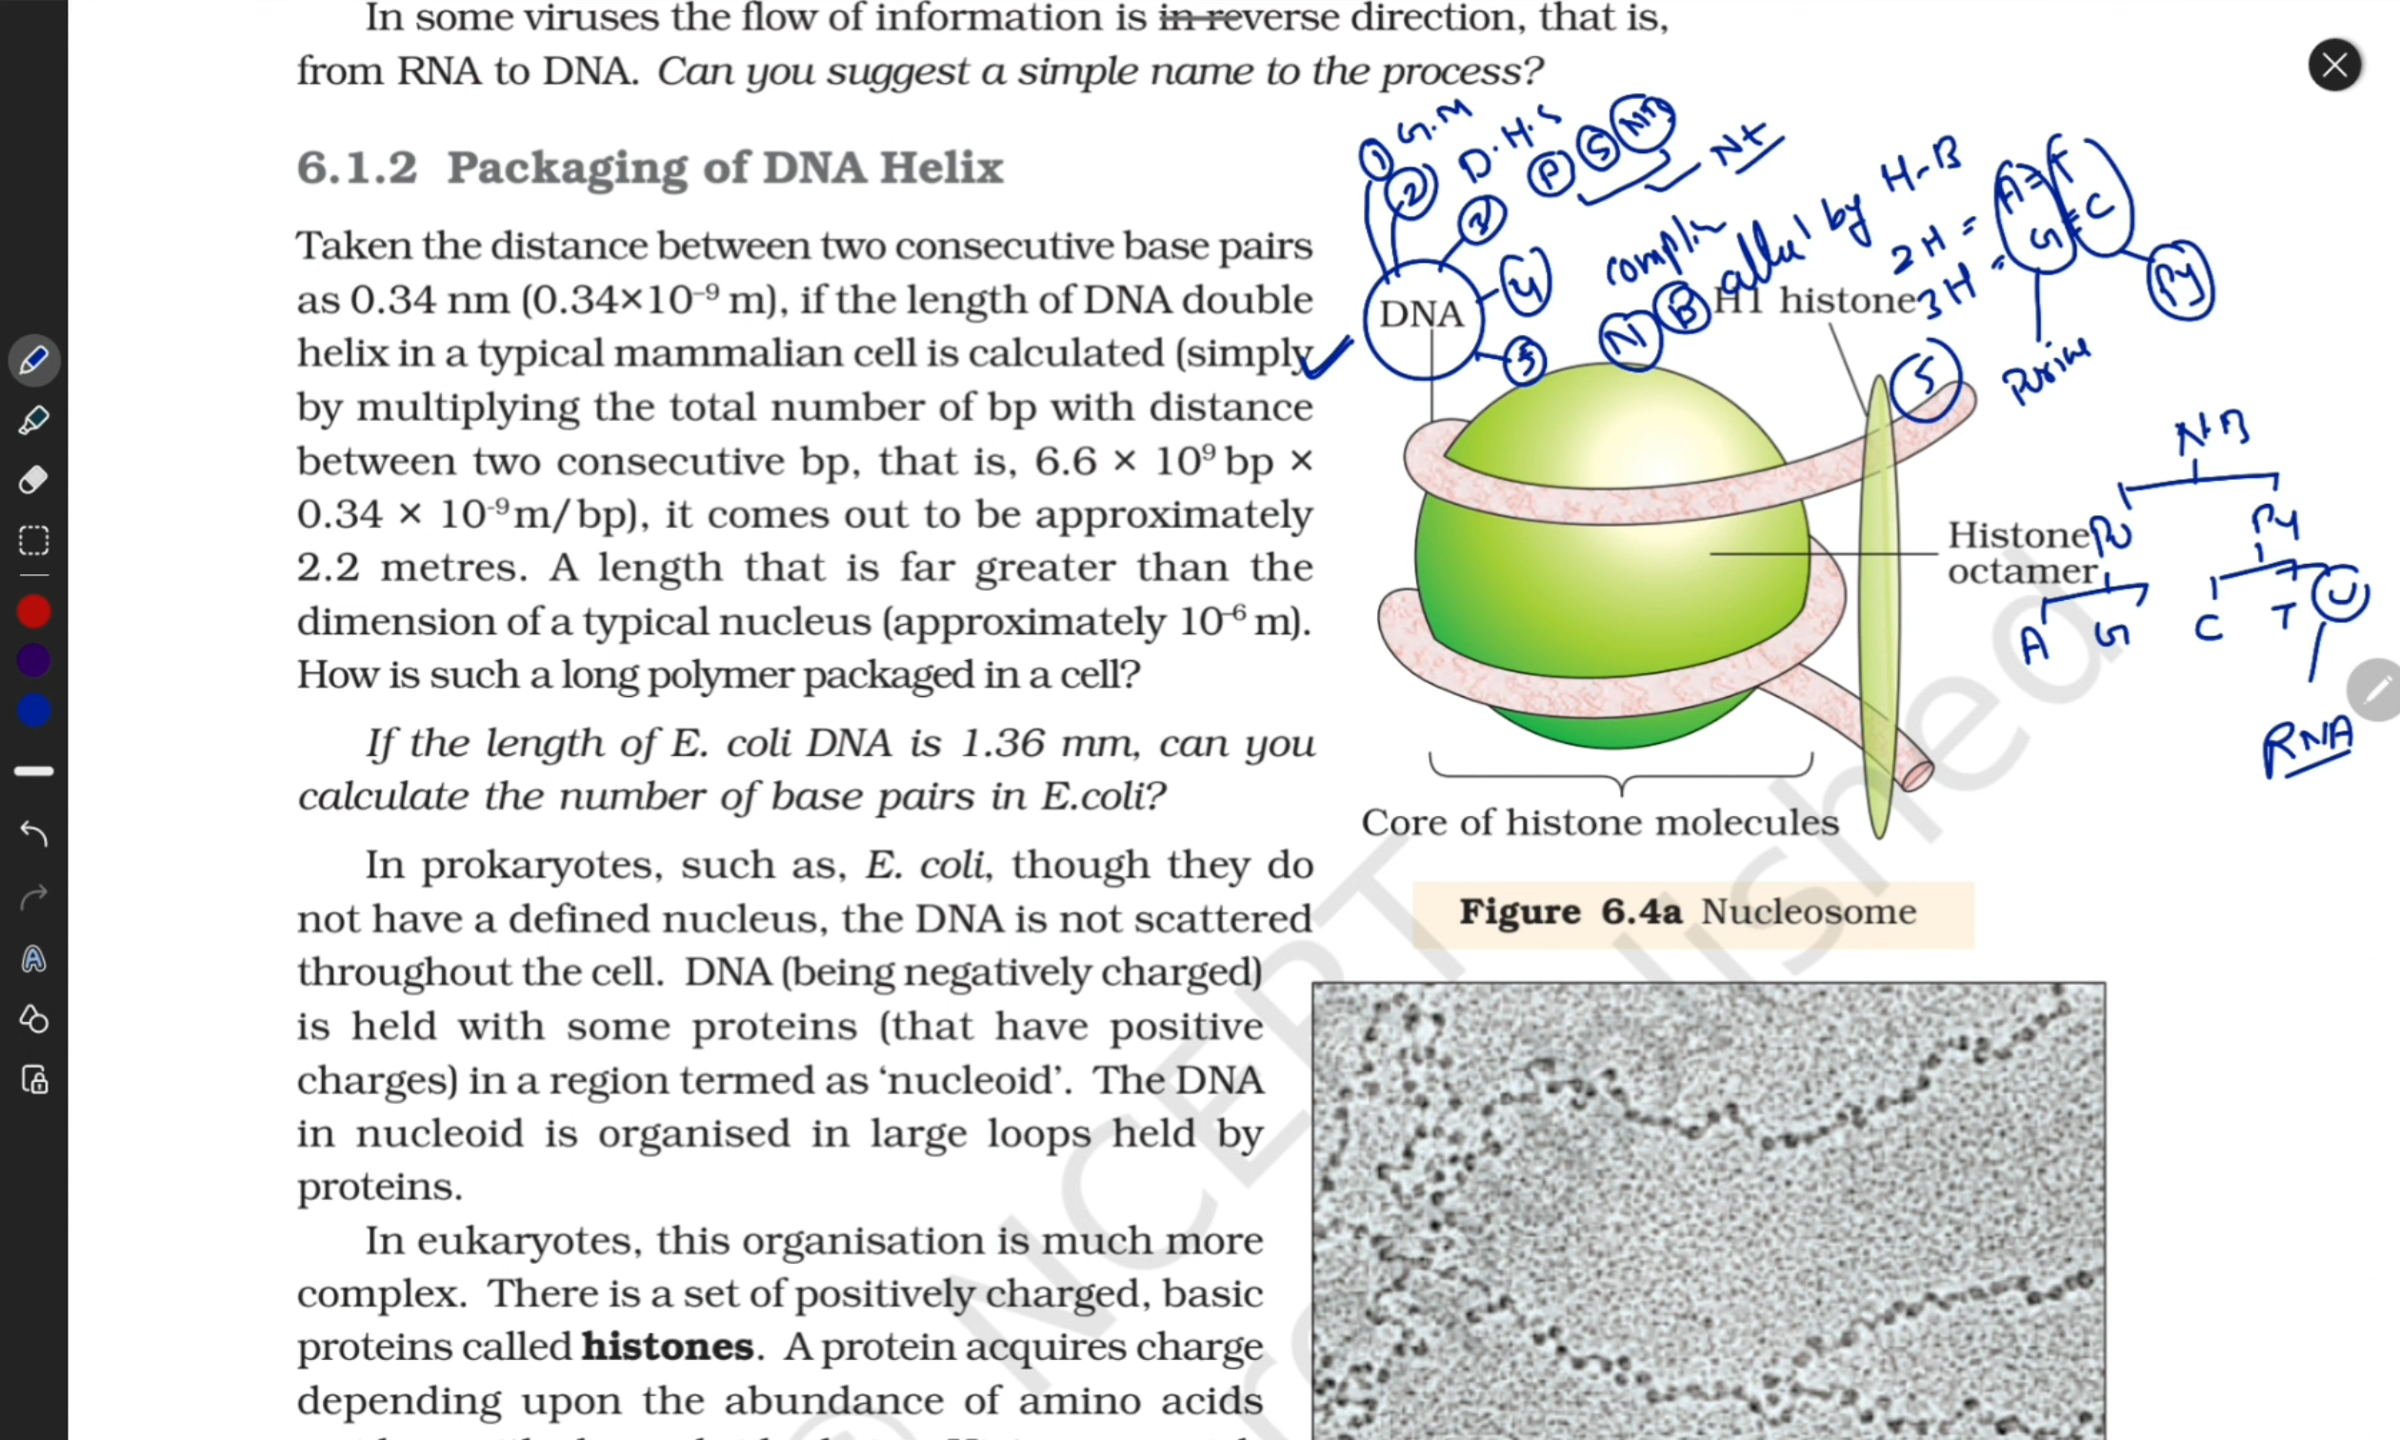 In some viruses the flow of information is in reverse direction, that is,
from RNA to DNA. Can you suggest a simple name to the process?
6.1.2 Packaging of DNA Helix
Taken the distance between two consecutive base pairs
as 0.34 nm (0.34×10⁻⁹ m), if the length of DNA double
helix in a typical mammalian cell is calculated (simply
by multiplying the total number of bp with distance
between two consecutive bp, that is, 6.6 × 10⁹ bp ×
0.34 × 10⁻⁹m/bp), it comes out to be approximately
2.2 metres. A length that is far greater than the
dimension of a typical nucleus (approximately 10⁻⁶ m).
How is such a long polymer packaged in a cell?
If the length of E. coli DNA is 1.36 mm, can you
calculate the number of base pairs in E.coli?
In prokaryotes, such as, E. coli, though they do
not have a defined nucleus, the DNA is not scattered
throughout the cell. DNA (being negatively charged)
is held with some proteins (that have positive
charges) in a region termed as ‘nucleoid’. The DNA
in nucleoid is organised in large loops held by
proteins.
In eukaryotes, this organisation is much more
complex. There is a set of positively charged, basic
proteins called histones. A protein acquires charge
depending upon the abundance of amino acids
① G.M
② D.H.S
③ P S
Nt
④
⑤
N B
by H-B
2H =
A = T
3H =
G ≡ C
Py
Purine
5
DNA
H1 histone
Histone
octamer
Core of histone molecules
Figure 6.4a Nucleosome
N.B
Pu
Py
A G
C T U
RNA
© NCERT